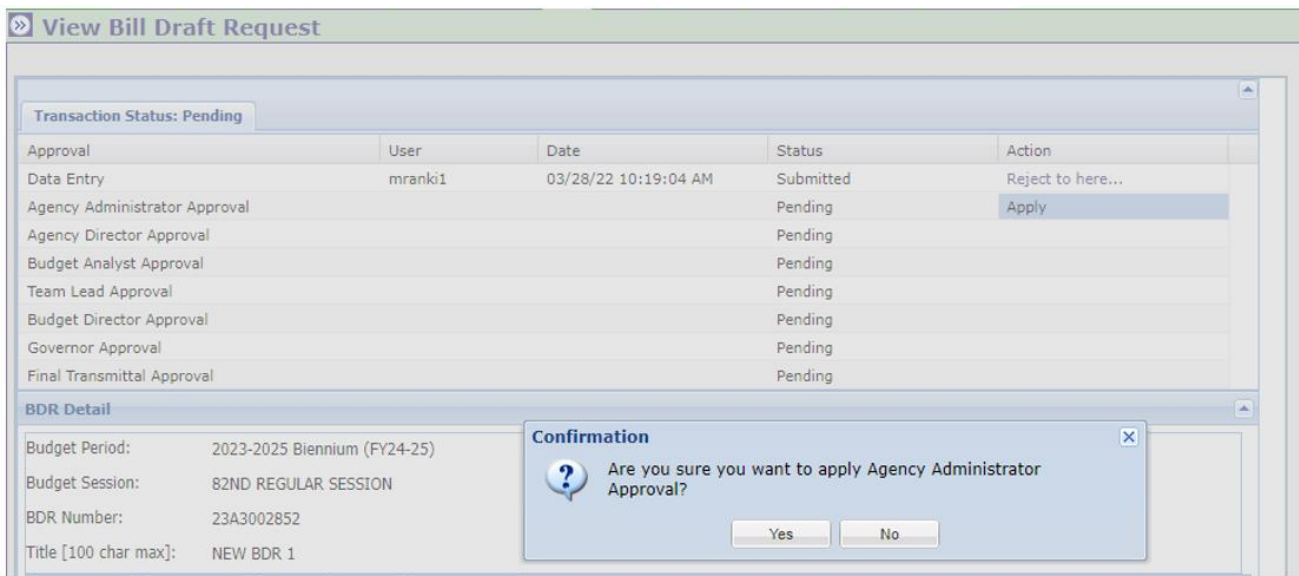 View Bill Draft Request
Transaction Status: Pending
Approval User Date Status Action
Data Entry mranki1 03/28/22 10:19:04 AM Submitted Reject to here...
Agency Administrator Approval Pending Apply
Agency Director Approval Pending
Budget Analyst Approval Pending
Team Lead Approval Pending
Budget Director Approval Pending
Governor Approval Pending
Final Transmittal Approval Pending
BDR Detail
Budget Period: 2023-2025 Biennium (FY24-25)
Budget Session: 82ND REGULAR SESSION
BDR Number: 23A3002852
Title [100 char max]: NEW BDR 1
Confirmation
Are you sure you want to apply Agency Administrator
Approval?
Yes No